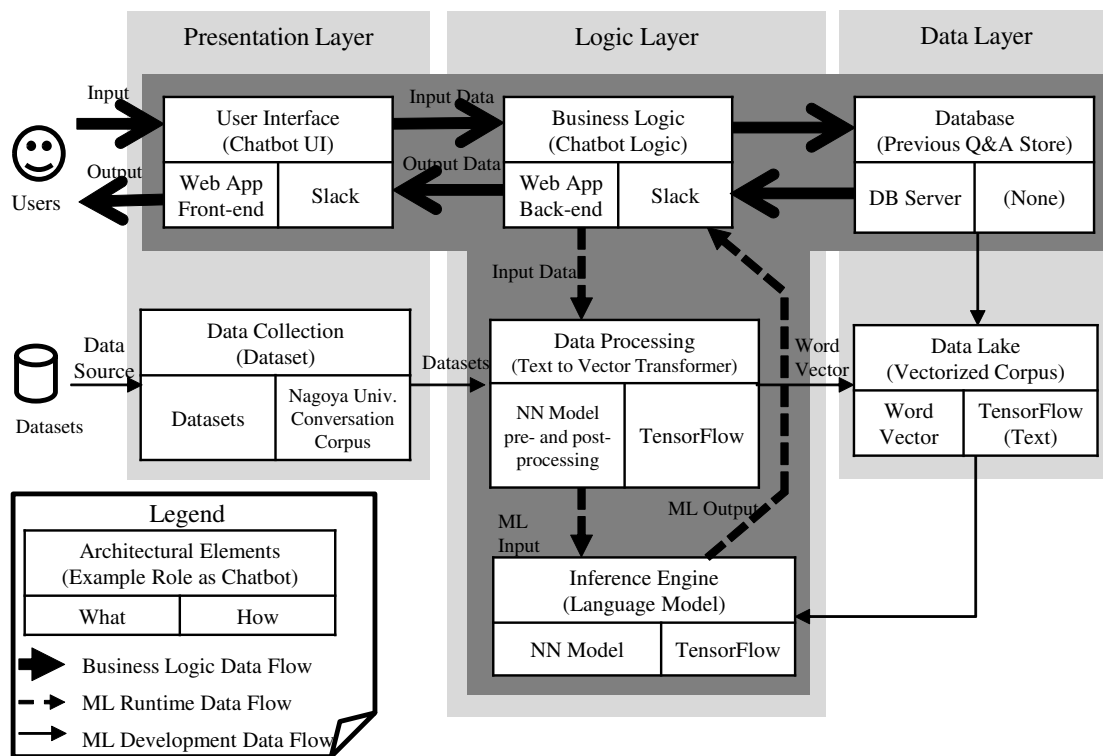 Presentation Layer
Logic Layer
Data Layer
Input
Output
Users
User Interface
(Chatbot UI)
Web App
Front-end
Slack
Input Data
Output Data
Business Logic
(Chatbot Logic)
Web App
Back-end
Slack
Database
(Previous Q&A Store)
DB Server
(None)
Input Data
Data
Source
Datasets
Data Collection
(Dataset)
Datasets
Nagoya Univ.
Conversation
Corpus
Datasets
Data Processing
(Text to Vector Transformer)
NN Model
pre- and post-
processing
TensorFlow
Word
Vector
Data Lake
(Vectorized Corpus)
Word
Vector
TensorFlow
(Text)
ML
Input
ML Output
Inference Engine
(Language Model)
NN Model
TensorFlow
Legend
Architectural Elements
(Example Role as Chatbot)
What
How
Business Logic Data Flow
ML Runtime Data Flow
ML Development Data Flow